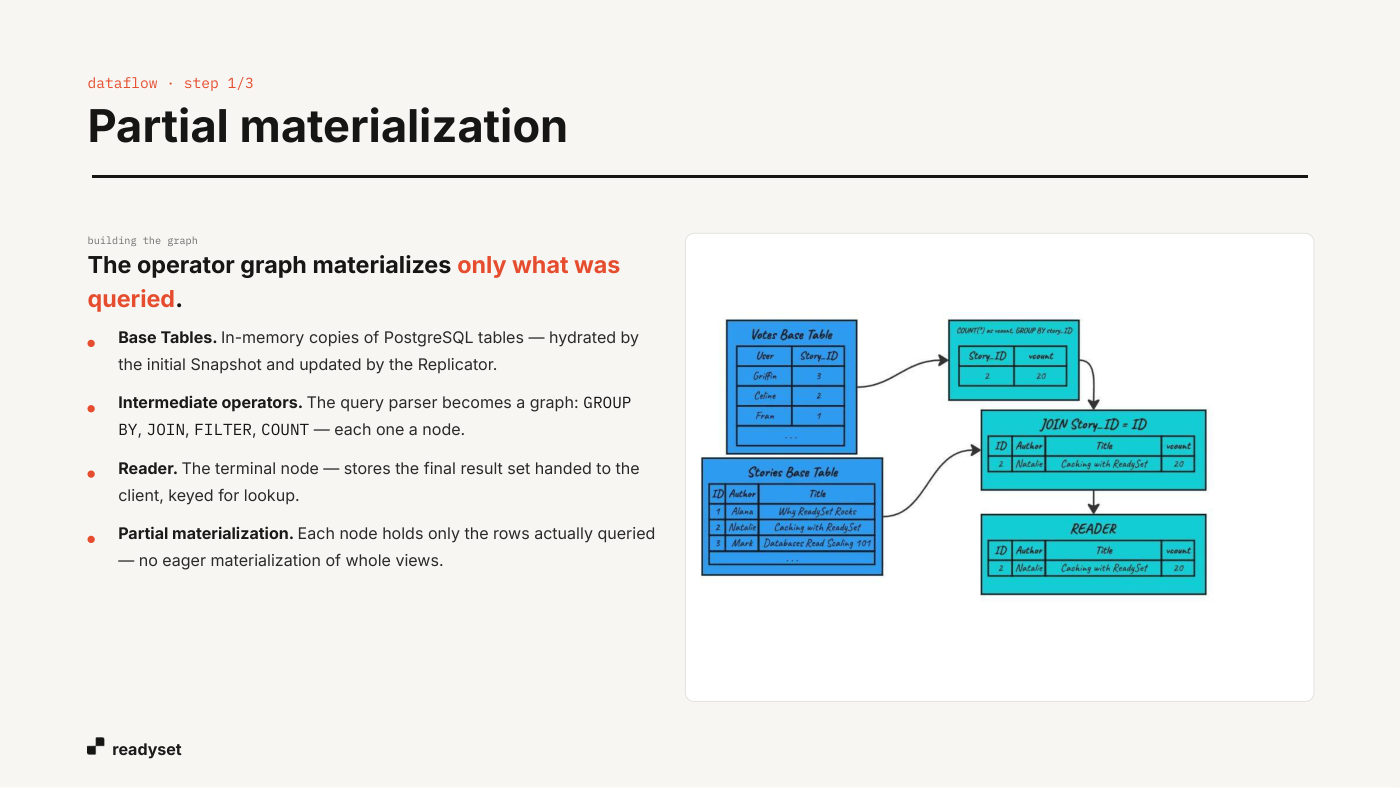 dataflow · step 1/3
Partial materialization
building the graph
The operator graph materializes only what was
queried.
Base Tables. In-memory copies of PostgreSQL tables — hydrated by
the initial Snapshot and updated by the Replicator.
Intermediate operators. The query parser becomes a graph: GROUP
BY, JOIN, FILTER, COUNT — each one a node.
Reader. The terminal node — stores the final result set handed to the
client, keyed for lookup.
Partial materialization. Each node holds only the rows actually queried
— no eager materialization of whole views.
Votes Base Table
User Story_ID
Griffin 3
Celine 2
Fran 1
...
Stories Base Table
ID Author Title
1 Alana Why ReadySet Rocks
2 Natalie Caching with ReadySet
3 Mark Databases Read Scaling 101
...
COUNT(*) as vcount GROUP BY story_ID
Story_ID vcount
2 20
JOIN Story_ID = ID
ID Author Title vcount
2 Natalie Caching with ReadySet 20
READER
ID Author Title vcount
2 Natalie Caching with ReadySet 20
readyset